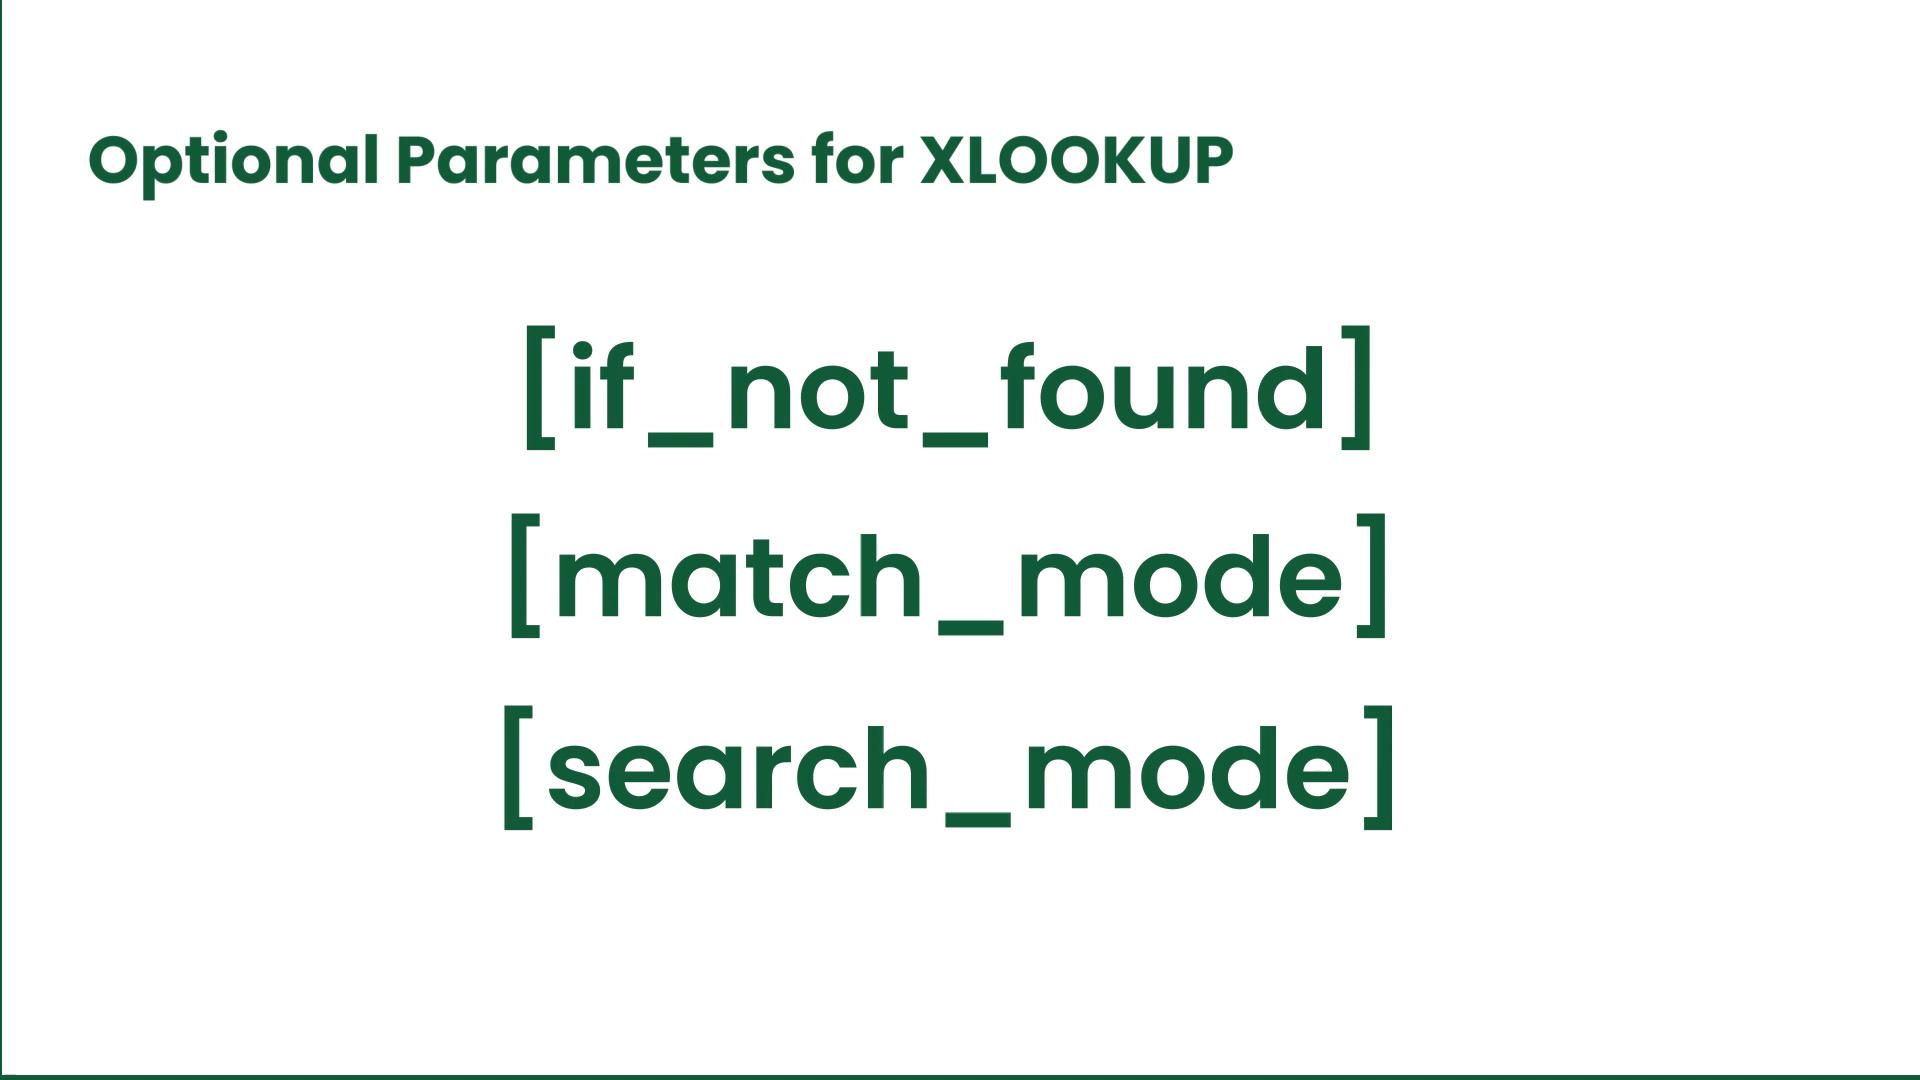 Optional Parameters for XLOOKUP
[if_not_found]
[match_mode]
[search_mode]